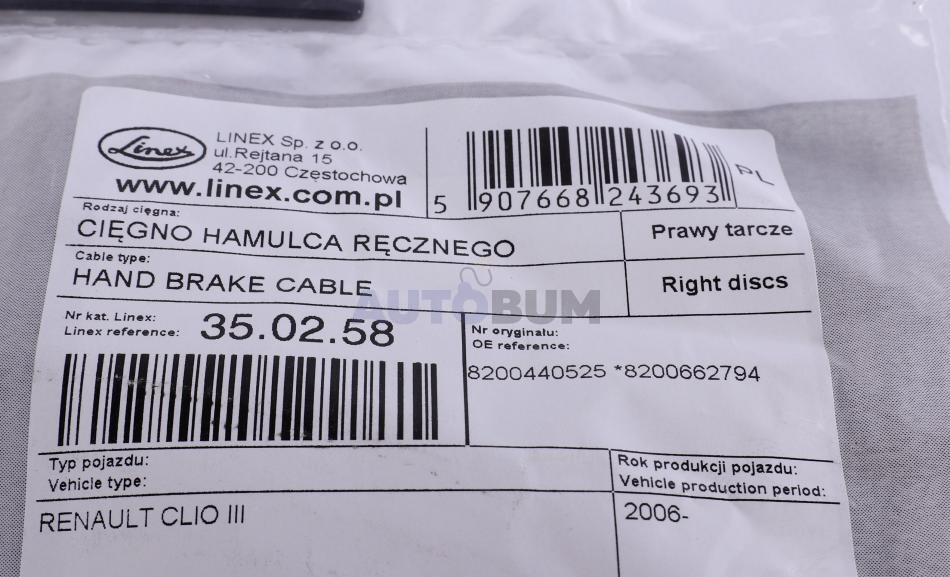 Linex
LINEX Sp. z o.o.
ul.Rejtana 15
42-200 Częstochowa
www.linex.com.pl
5 907668 243693
PL
Rodzaj cięgna:
CIĘGNO HAMULCA RĘCZNEGO
Prawy tarcze
Cable type:
HAND BRAKE CABLE
Right discs
AUTOBUM
Nr kat. Linex:
Linex reference:
35.02.58
Nr oryginału:
OE reference:
8200440525 *8200662794
Typ pojazdu:
Vehicle type:
RENAULT CLIO III
Rok produkcji pojazdu:
Vehicle production period:
2006-